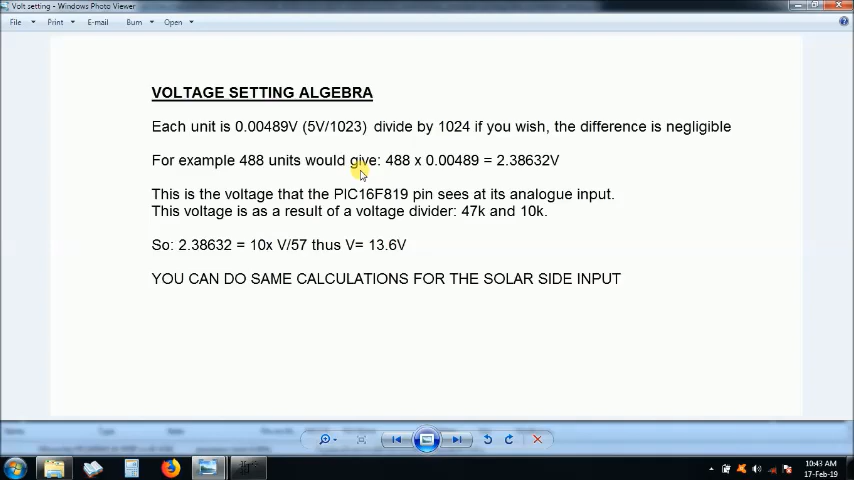 Volt setting - Windows Photo Viewer
File Print E-mail Burn Open
VOLTAGE SETTING ALGEBRA
Each unit is 0.00489V (5V/1023) divide by 1024 if you wish, the difference is negligible
For example 488 units would give: 488 x 0.00489 = 2.38632V
This is the voltage that the PIC16F819 pin sees at its analogue input.
This voltage is as a result of a voltage divider: 47k and 10k.
So: 2.38632 = 10x V/57 thus V= 13.6V
YOU CAN DO SAME CALCULATIONS FOR THE SOLAR SIDE INPUT
10:43 AM
17-Feb-19